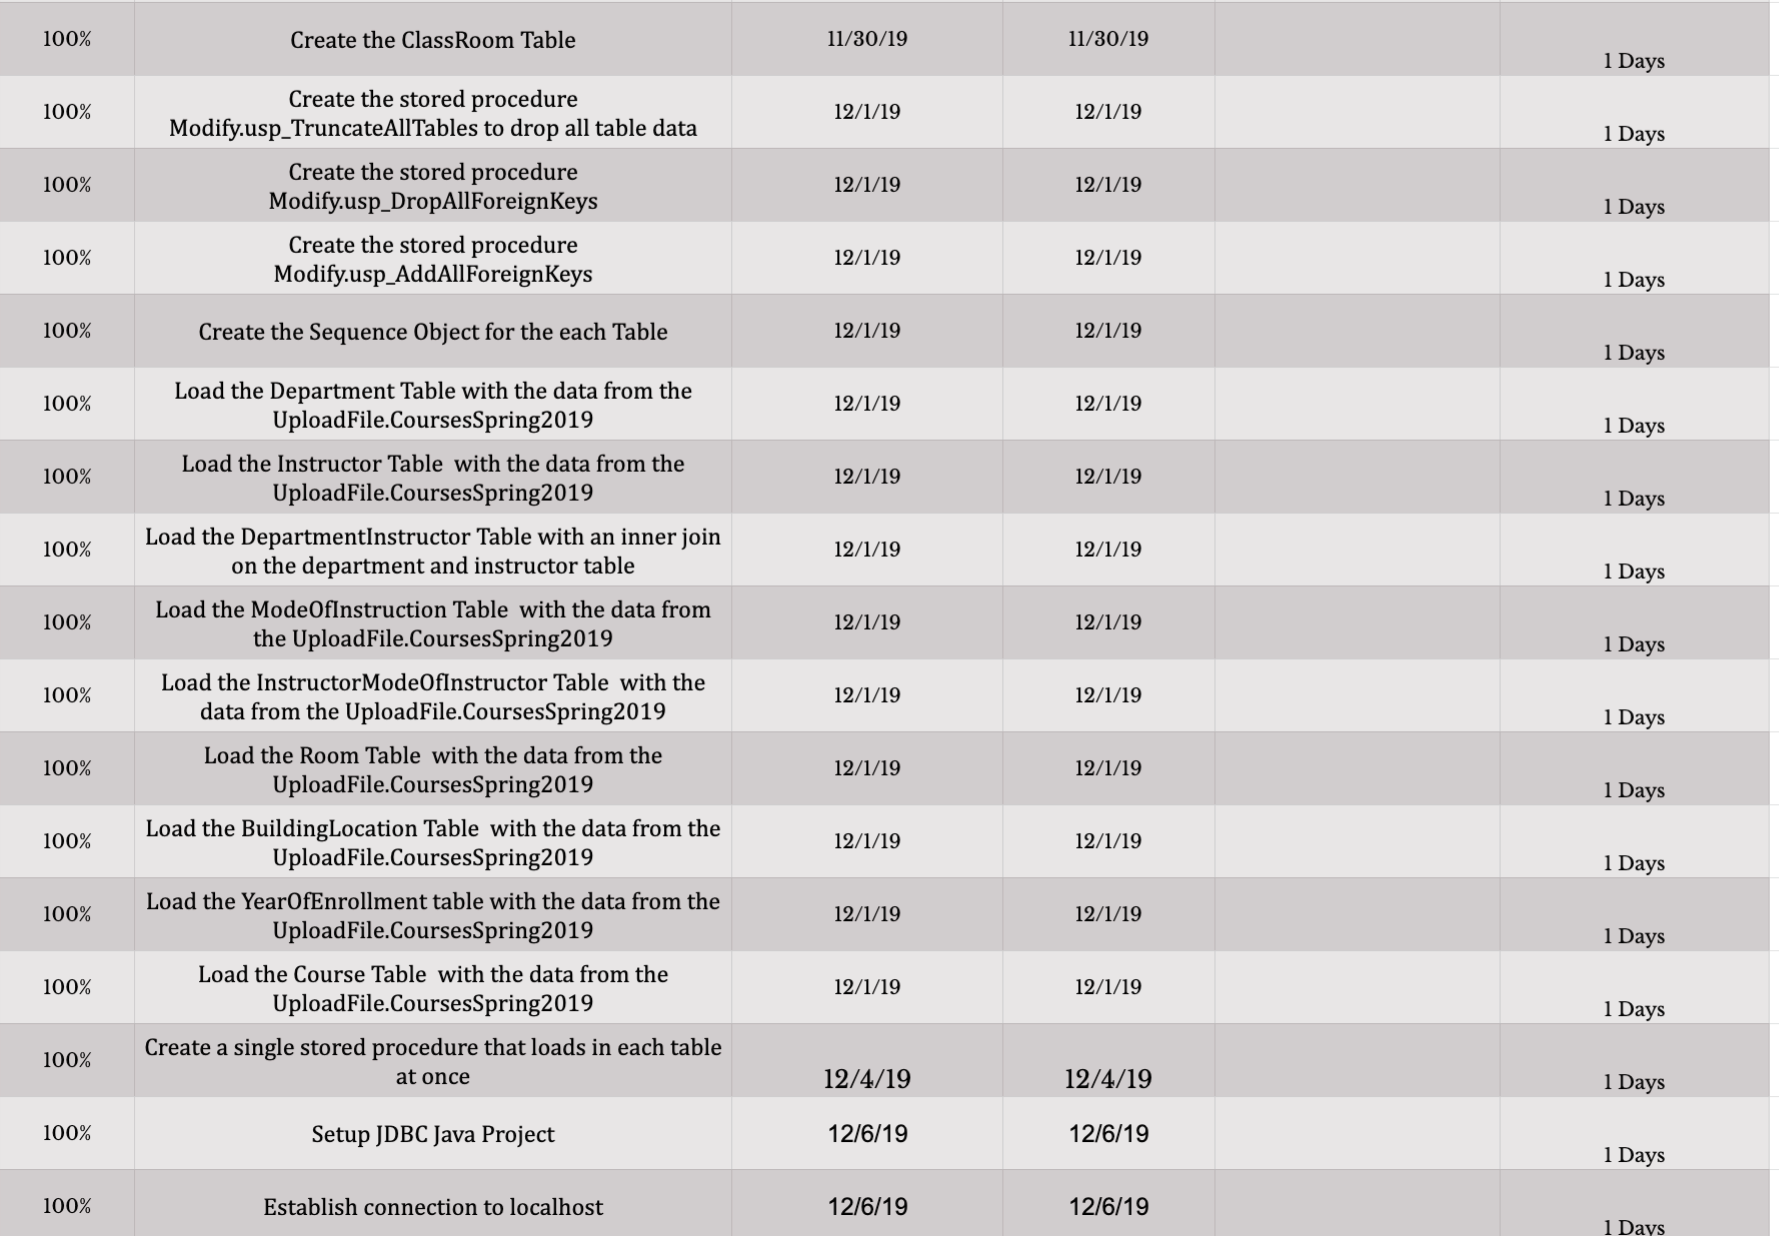 100% Create the ClassRoom Table 11/30/19 11/30/19 1 Days
100% Create the stored procedure
Modify.usp_TruncateAllTables to drop all table data 12/1/19 12/1/19 1 Days
100% Create the stored procedure
Modify.usp_DropAllForeignKeys 12/1/19 12/1/19 1 Days
100% Create the stored procedure
Modify.usp_AddAllForeignKeys 12/1/19 12/1/19 1 Days
100% Create the Sequence Object for the each Table 12/1/19 12/1/19 1 Days
100% Load the Department Table with the data from the
UploadFile.CoursesSpring2019 12/1/19 12/1/19 1 Days
100% Load the Instructor Table with the data from the
UploadFile.CoursesSpring2019 12/1/19 12/1/19 1 Days
100% Load the DepartmentInstructor Table with an inner join
on the department and instructor table 12/1/19 12/1/19 1 Days
100% Load the ModeOfInstruction Table with the data from
the UploadFile.CoursesSpring2019 12/1/19 12/1/19 1 Days
100% Load the InstructorModeOfInstructor Table with the
data from the UploadFile.CoursesSpring2019 12/1/19 12/1/19 1 Days
100% Load the Room Table with the data from the
UploadFile.CoursesSpring2019 12/1/19 12/1/19 1 Days
100% Load the BuildingLocation Table with the data from the
UploadFile.CoursesSpring2019 12/1/19 12/1/19 1 Days
100% Load the YearOfEnrollment table with the data from the
UploadFile.CoursesSpring2019 12/1/19 12/1/19 1 Days
100% Load the Course Table with the data from the
UploadFile.CoursesSpring2019 12/1/19 12/1/19 1 Days
100% Create a single stored procedure that loads in each table
at once 12/4/19 12/4/19 1 Days
100% Setup JDBC Java Project 12/6/19 12/6/19 1 Days
100% Establish connection to localhost 12/6/19 12/6/19 1 Days